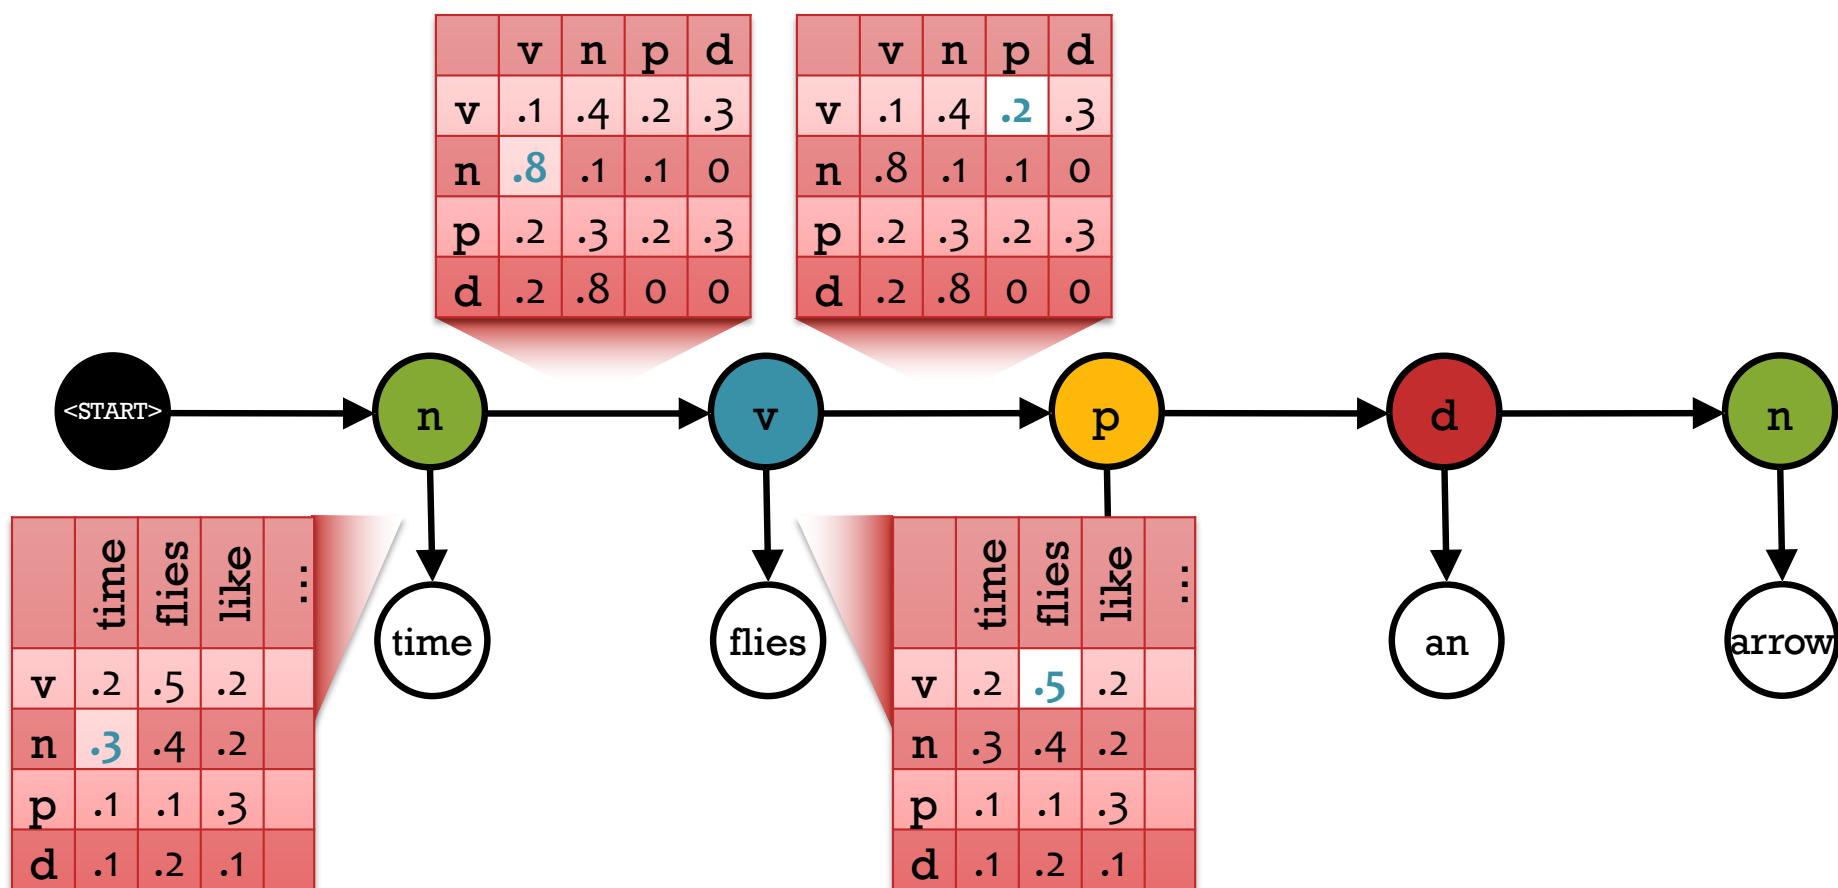 v n p d
v .1 .4 .2 .3
n .8 .1 .1 0
p .2 .3 .2 .3
d .2 .8 0 0
v n p d
v .1 .4 .2 .3
n .8 .1 .1 0
p .2 .3 .2 .3
d .2 .8 0 0
<START> n v p d n
time flies like ...
v .2 .5 .2
n .3 .4 .2
p .1 .1 .3
d .1 .2 .1
time flies
time flies like ...
v .2 .5 .2
n .3 .4 .2
p .1 .1 .3
d .1 .2 .1
an arrow